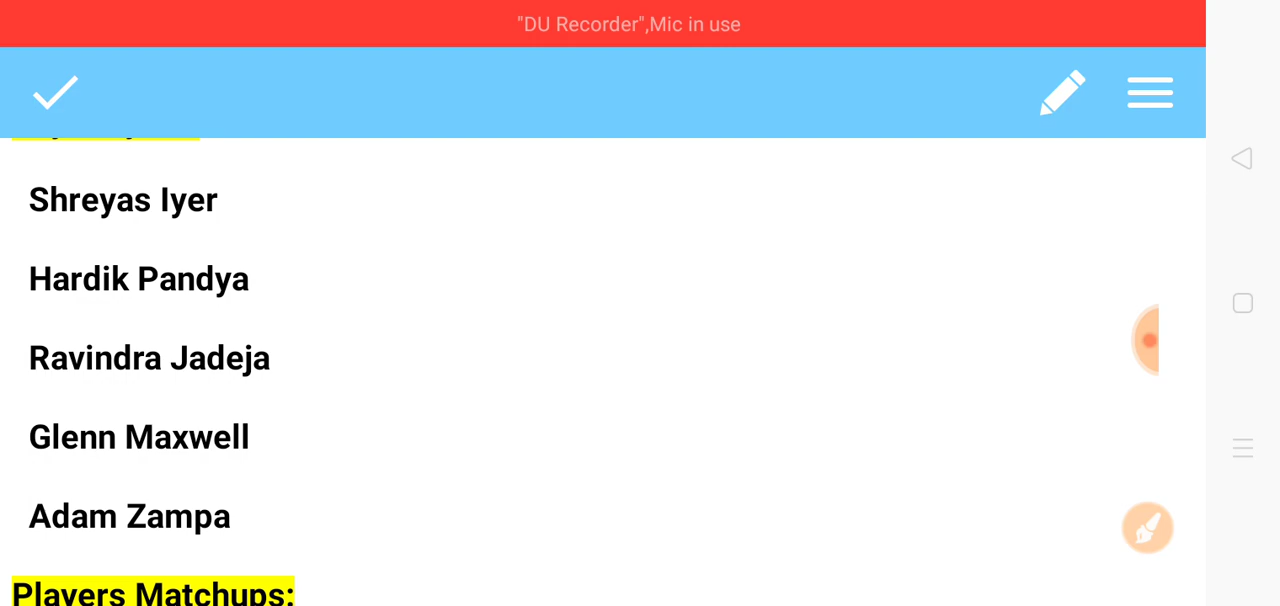 "DU Recorder",Mic in use
Shreyas Iyer
Hardik Pandya
Ravindra Jadeja
Glenn Maxwell
Adam Zampa
Players Matchups: